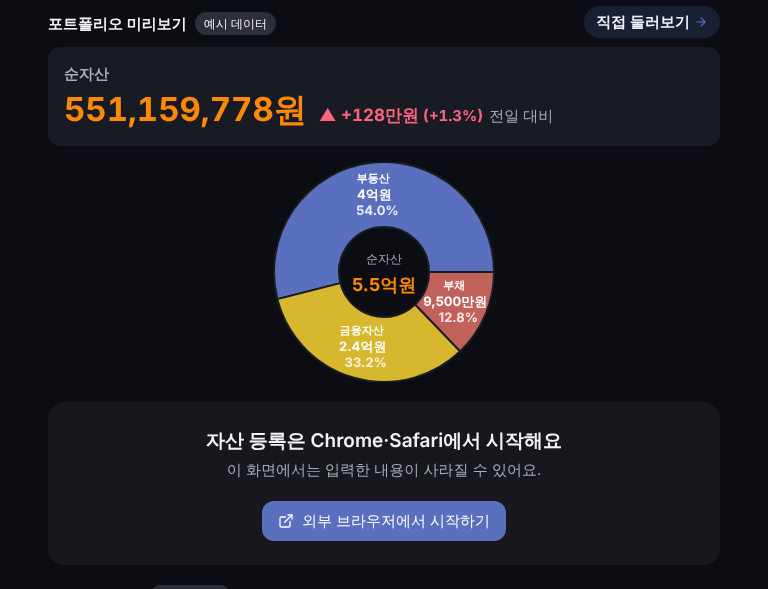 포트폴리오 미리보기 예시 데이터 직접 둘러보기 →
순자산
551,159,778원 ▲ +128만원 (+1.3%) 전일 대비
부동산
4억원
54.0%
순자산
5.5억원
부채
9,500만원
12.8%
금융자산
2.4억원
33.2%
자산 등록은 Chrome·Safari에서 시작해요
이 화면에서는 입력한 내용이 사라질 수 있어요.
외부 브라우저에서 시작하기